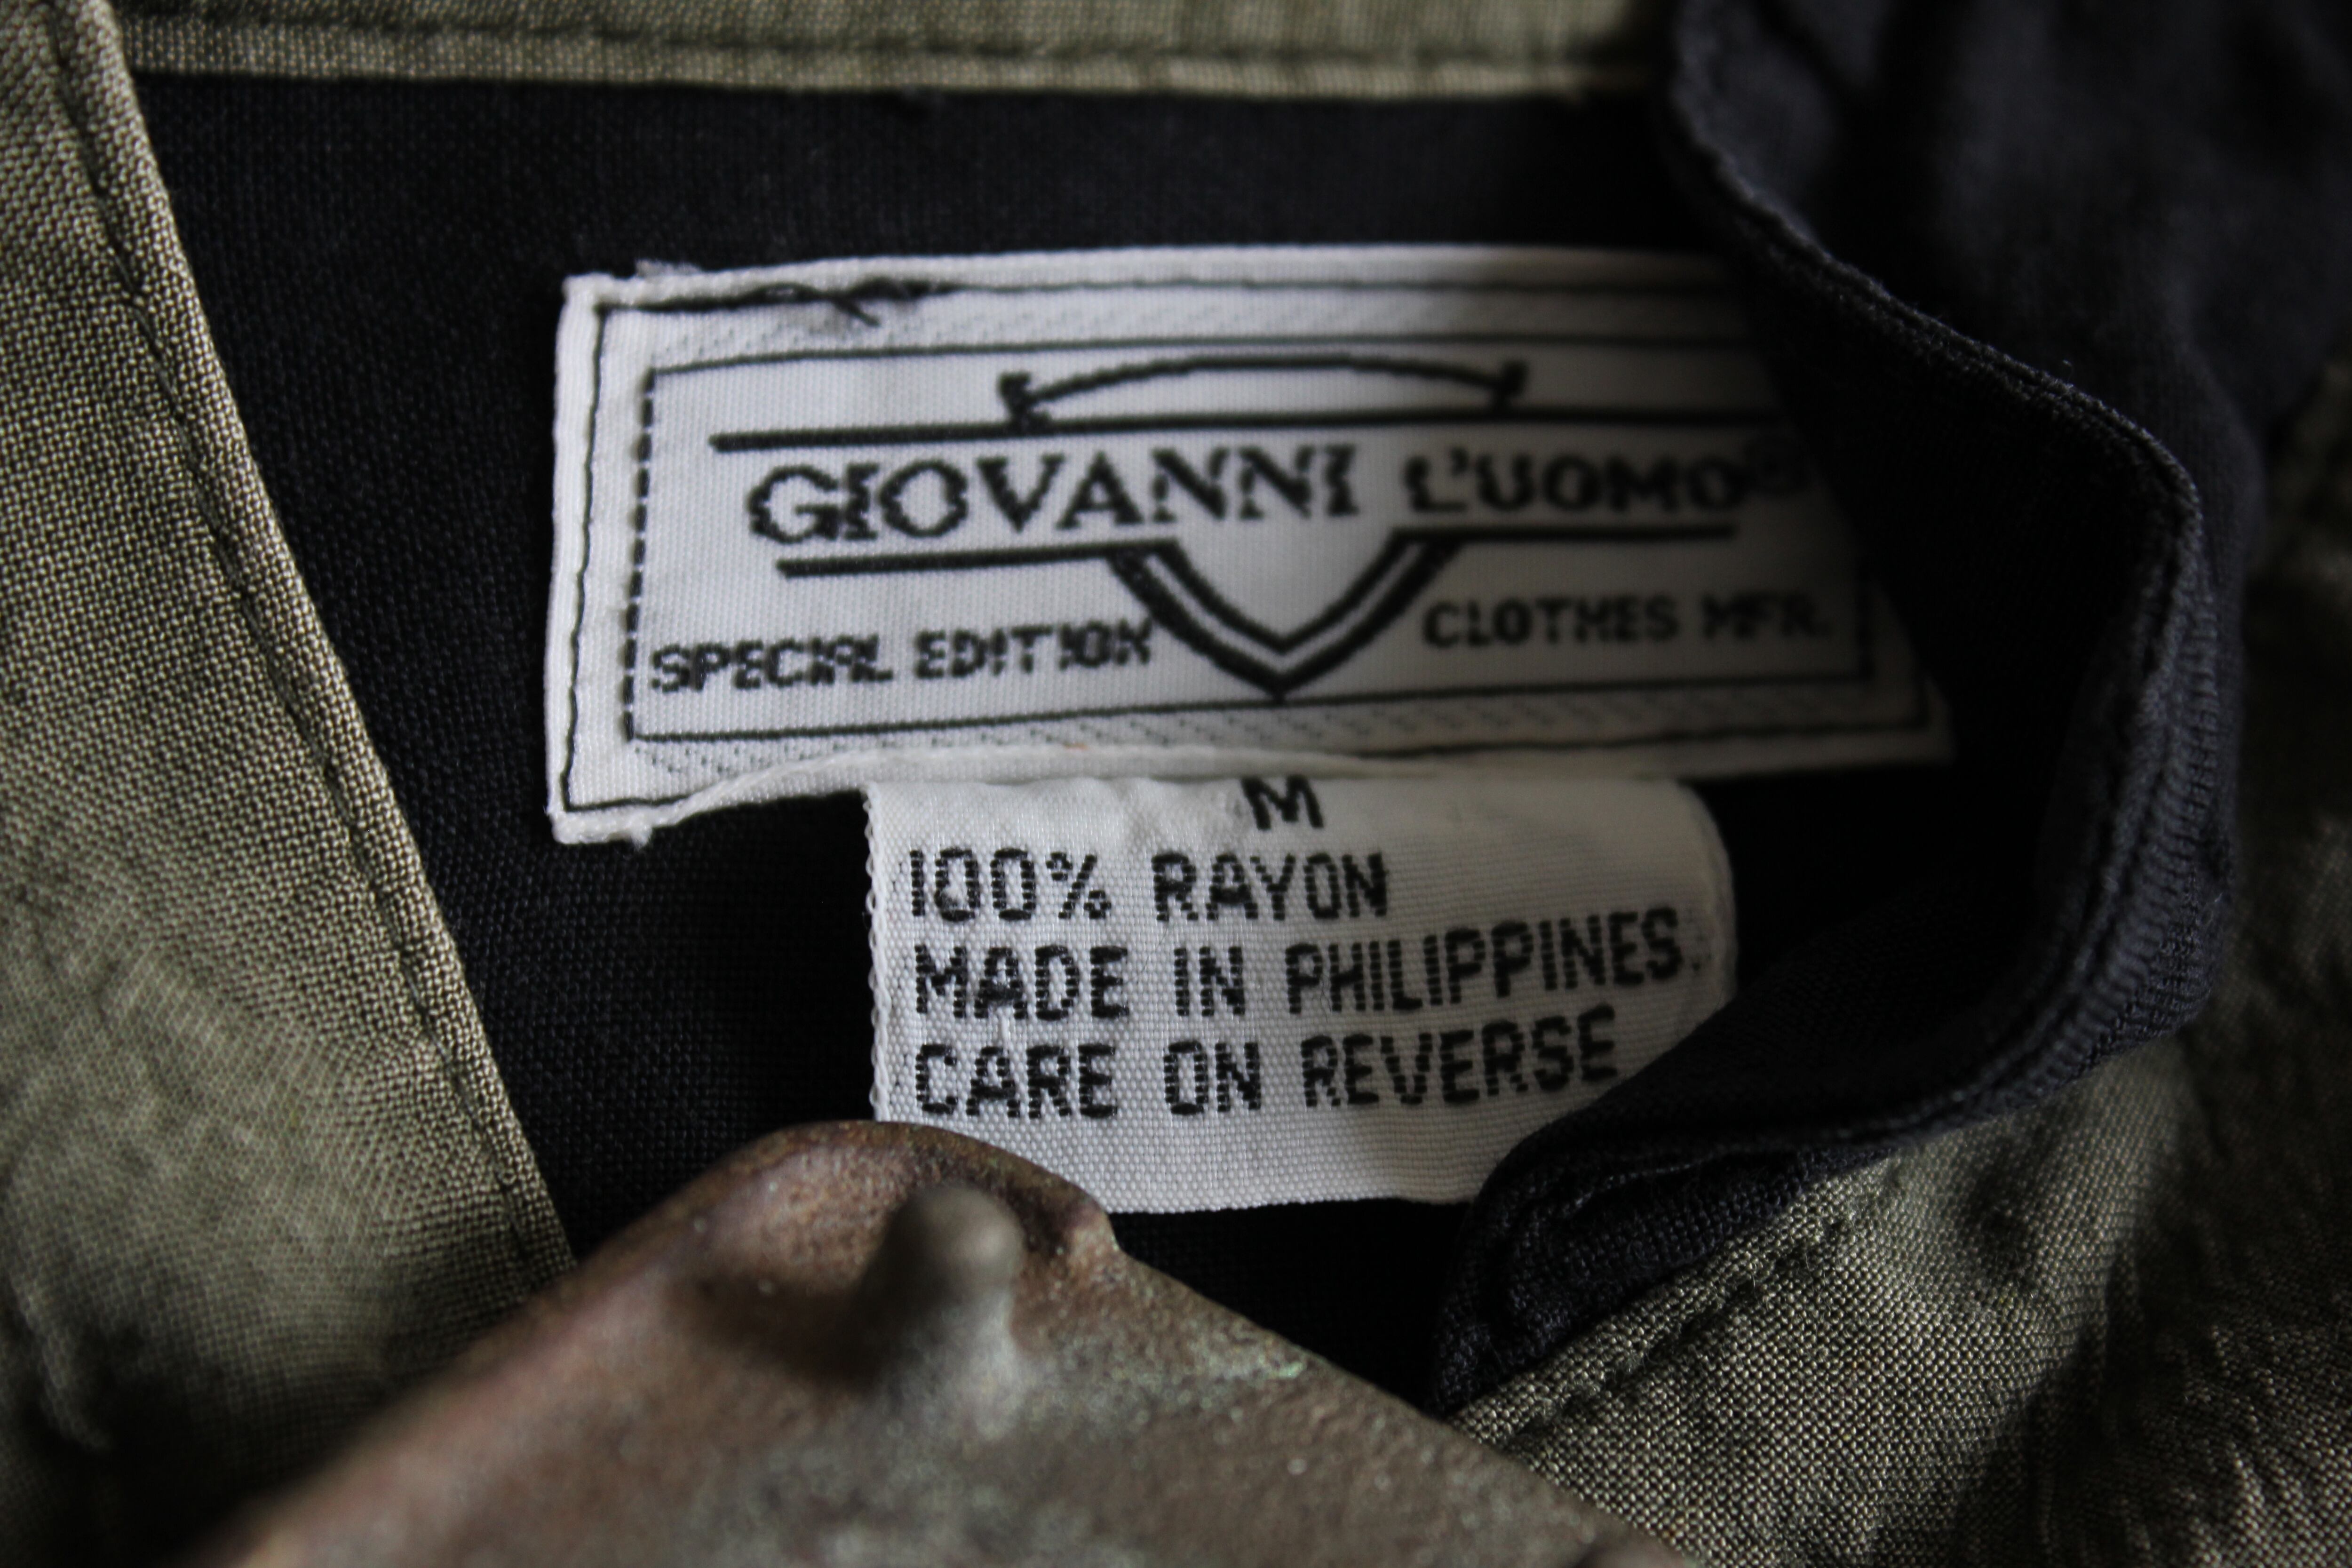 GIOVANNI L'UOMO®
SPECIAL EDITION CLOTHES MFR.
M
100% RAYON
MADE IN PHILIPPINES
CARE ON REVERSE